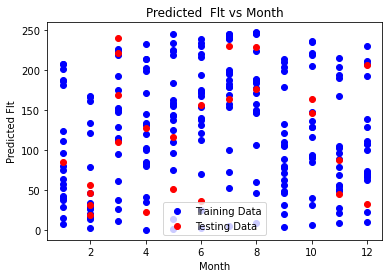 Predicted Flt vs Month
250
200
150
100
50
0
Predicted Flt
Training Data
Testing Data
2 4 6 8 10 12
Month